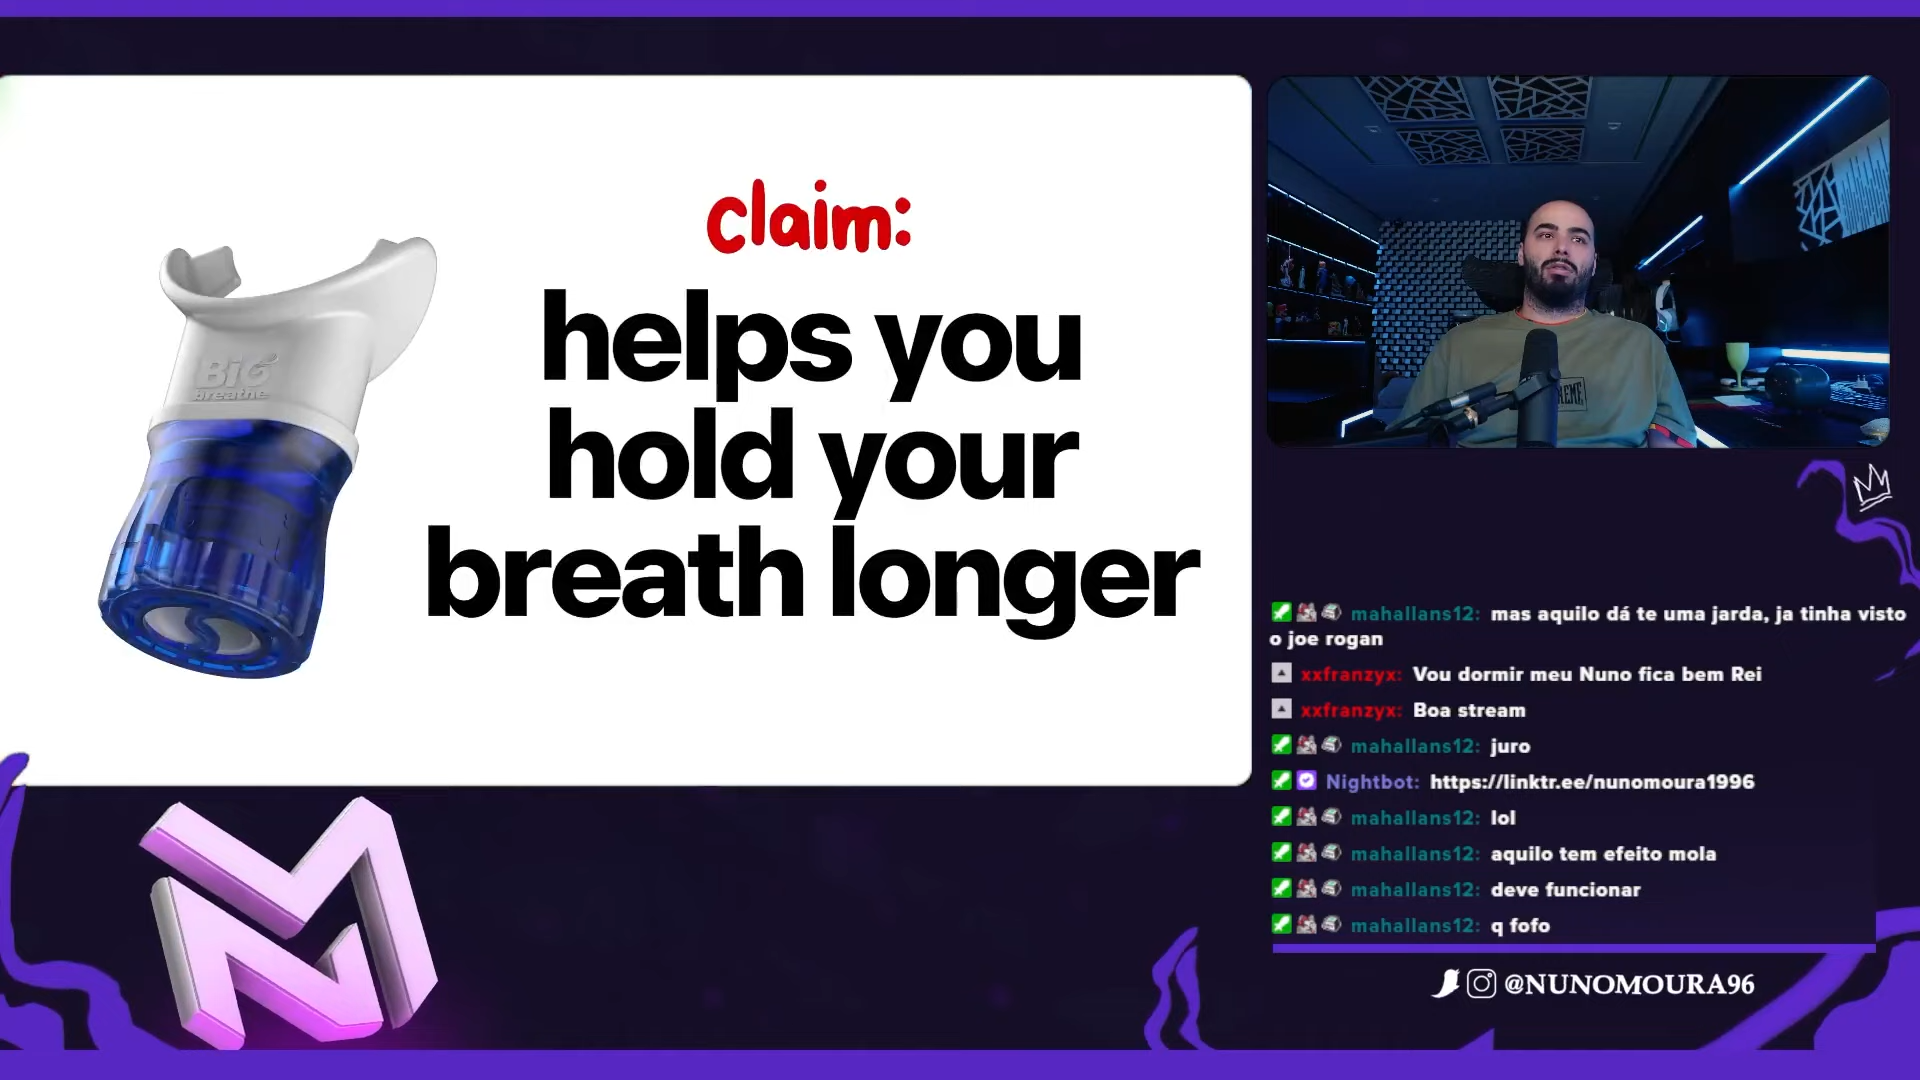 claim:
helps you
hold your
breath longer
BiG
breathe
mahallans12: mas aquilo dá te uma jarda, ja tinha visto
o joe rogan
xxfranzyx: Vou dormir meu Nuno fica bem Rei
xxfranzyx: Boa stream
mahallans12: juro
Nightbot: https://linktr.ee/nunomoura1996
mahallans12: lol
mahallans12: aquilo tem efeito mola
mahallans12: deve funcionar
mahallans12: q fofo
@NUNOMOURA96